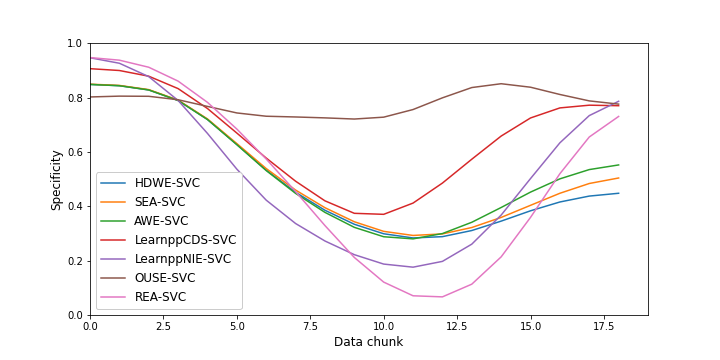 1.0
0.8
0.6
0.4
0.2
0.0
Specificity
HDWE-SVC
SEA-SVC
AWE-SVC
LearnppCDS-SVC
LearnppNIE-SVC
OUSE-SVC
REA-SVC
0.0 2.5 5.0 7.5 10.0 12.5 15.0 17.5
Data chunk